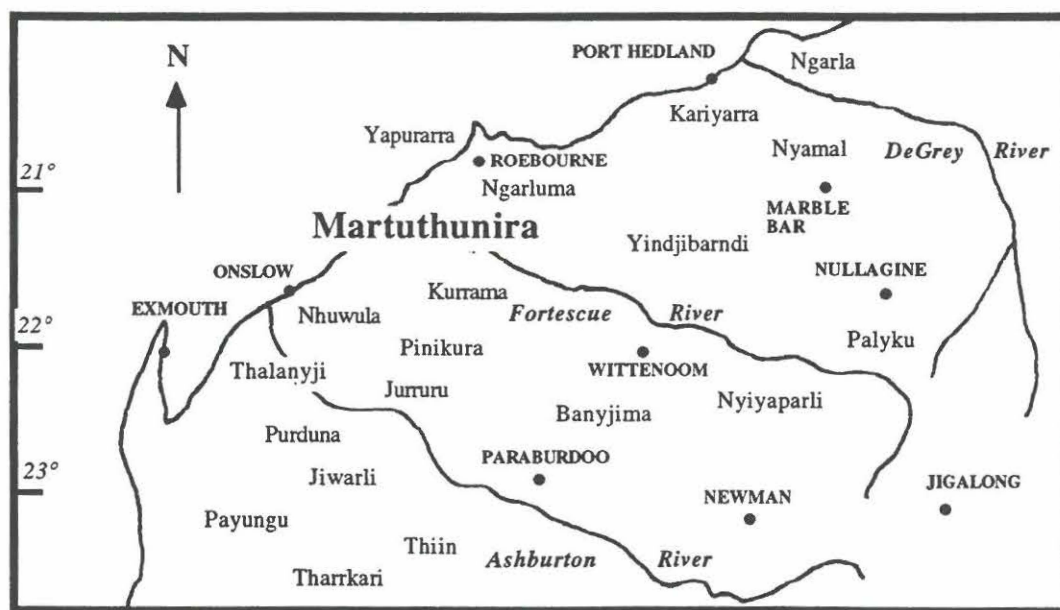 N
PORT HEDLAND
Ngarla
Kariyarra
Yapurarra
Nyamal
DeGrey River
ROEBOURNE
21°
Ngarluma
MARBLE
BAR
Martuthunira
Yindjibarndi
ONSLOW
NULLAGINE
Kurrama
EXMOUTH
Nhuwula
Fortescue River
22°
Pinikura
Palyku
Thalanyji
WITTENOOM
Jurruru
Nyiyaparli
Banyjima
Purduna
PARABURDOO
23°
Jiwarli
NEWMAN
JIGALONG
Payungu
Thiin
Ashburton River
Tharrkari